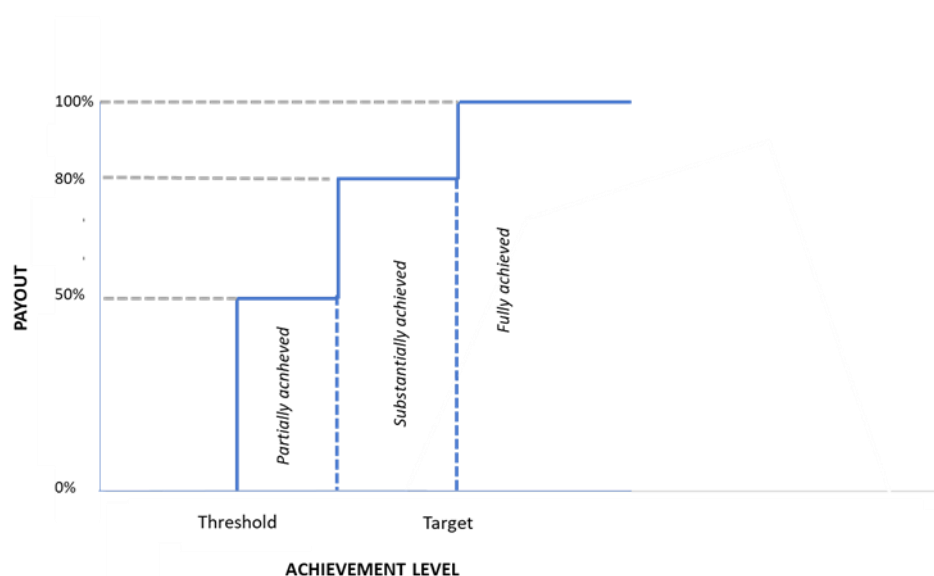 100%
80%
50%
0%
PAYOUT
Partially acnheved
Substantially achieved
Fully achieved
Threshold
Target
ACHIEVEMENT LEVEL